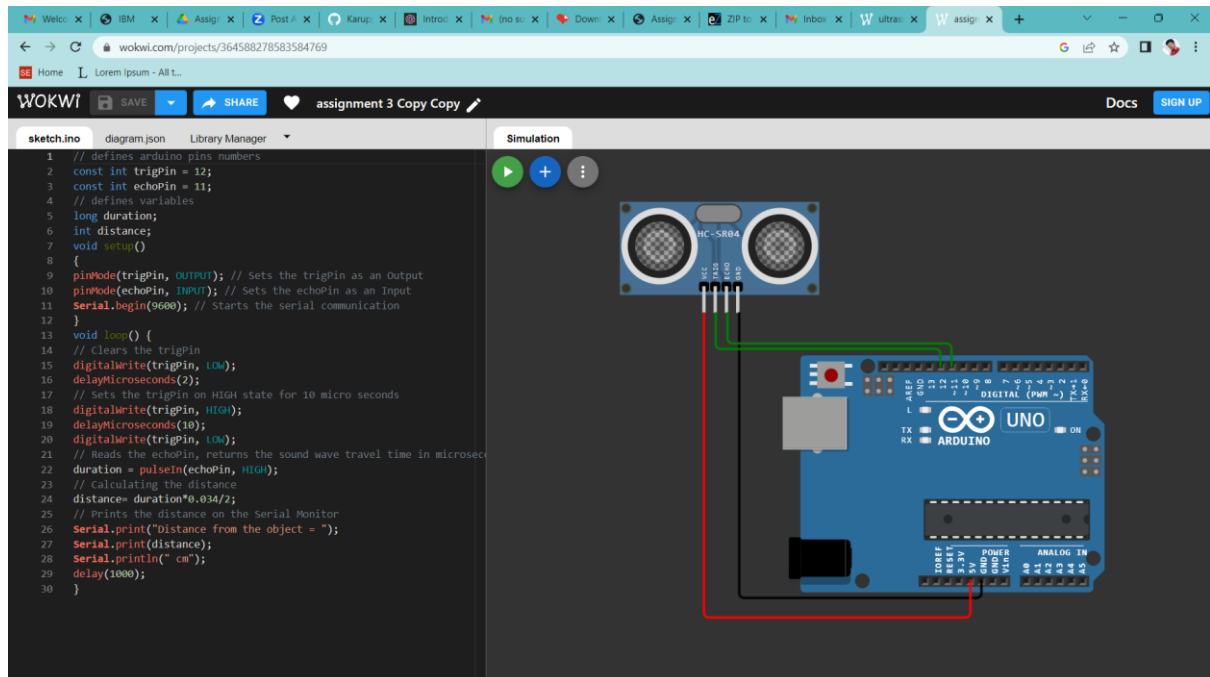 Welco
IBM
Assign
Post A
Karup
Introd
(no su
Down
Assign
ZIP to
Inbox
ultras
assign
wokwi.com/projects/364588278583584769
SE Home
L Lorem Ipsum - All t...
WOKWI
SAVE
SHARE
assignment 3 Copy Copy
Docs
SIGN UP
sketch.ino diagram.json Library Manager
Simulation
1 // defines arduino pins numbers
2 const int trigPin = 12;
3 const int echoPin = 11;
4 // defines variables
5 long duration;
6 int distance;
7 void setup()
8 {
9 pinMode(trigPin, OUTPUT); // Sets the trigPin as an Output
10 pinMode(echoPin, INPUT); // Sets the echoPin as an Input
11 Serial.begin(9600); // Starts the serial communication
12 }
13 void loop() {
14 // Clears the trigPin
15 digitalWrite(trigPin, LOW);
16 delayMicroseconds(2);
17 // Sets the trigPin on HIGH state for 10 micro seconds
18 digitalWrite(trigPin, HIGH);
19 delayMicroseconds(10);
20 digitalWrite(trigPin, LOW);
21 // Reads the echoPin, returns the sound wave travel time in microsec
22 duration = pulseIn(echoPin, HIGH);
23 // Calculating the distance
24 distance= duration*0.034/2;
25 // Prints the distance on the Serial Monitor
26 Serial.print("Distance from the object = ");
27 Serial.print(distance);
28 Serial.println(" cm");
29 delay(1000);
30 }
HC-SR04
VCC
TRIG
ECHO
GND
AREF
GND
13
12
~11
~10
~9
8
7
~6
~5
4
~3
2
TX→1
RX←0
DIGITAL (PWM ~)
L
TX
RX
UNO
ON
ARDUINO
IOREF
RESET
3.3V
5V
GND
GND
Vin
POWER
ANALOG IN
A0
A1
A2
A3
A4
A5